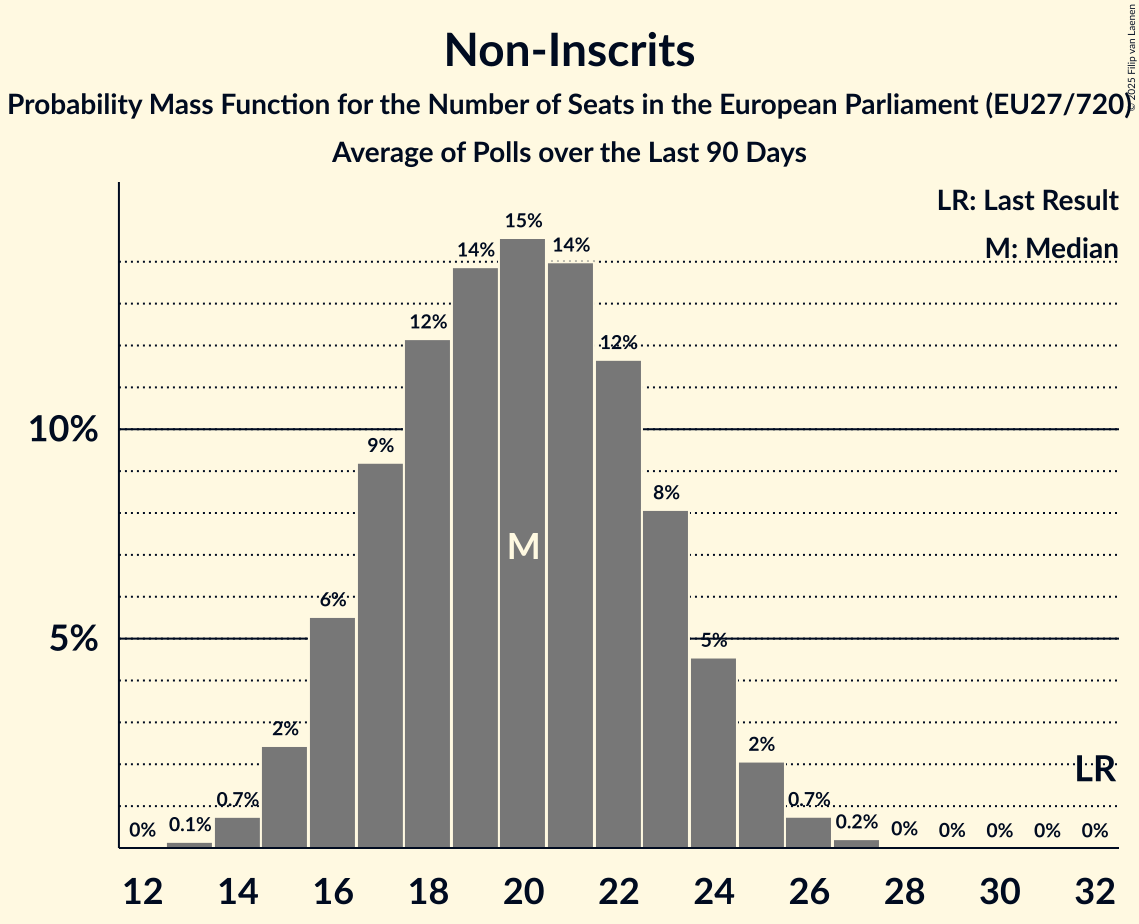 Non-Inscrits
Probability Mass Function for the Number of Seats in the European Parliament (EU27/720)
Average of Polls over the Last 90 Days
© 2025 Filip van Laenen
LR: Last Result
M: Median
10%
5%
0%
0.1%
0.7%
2%
6%
9%
12%
14%
15%
14%
12%
8%
5%
2%
0.7%
0.2%
0%
0%
0%
0%
0%
M
LR
12 14 16 18 20 22 24 26 28 30 32